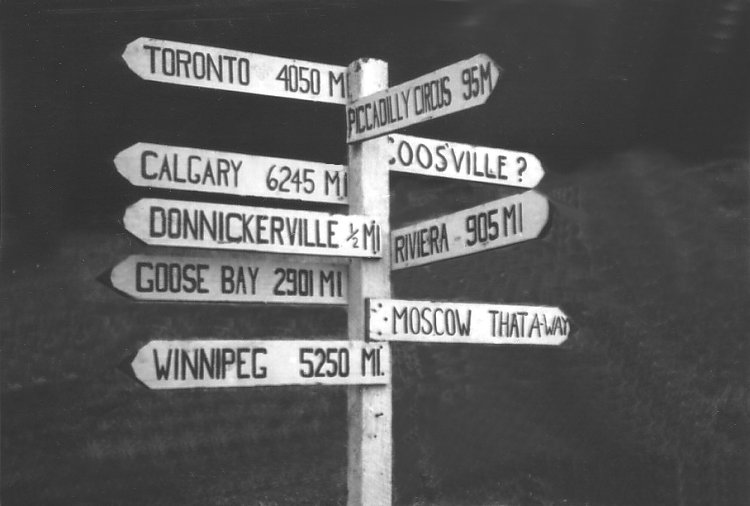 TORONTO 4050 MI
PICCADILLY CIRCUS 95M
COOSVILLE ?
CALGARY 6245 MI
DONNICKERVILLE ½ MI
RIVIERA 905 MI
GOOSE BAY 2901 MI
MOSCOW THAT A-WAY
WINNIPEG 5250 MI.